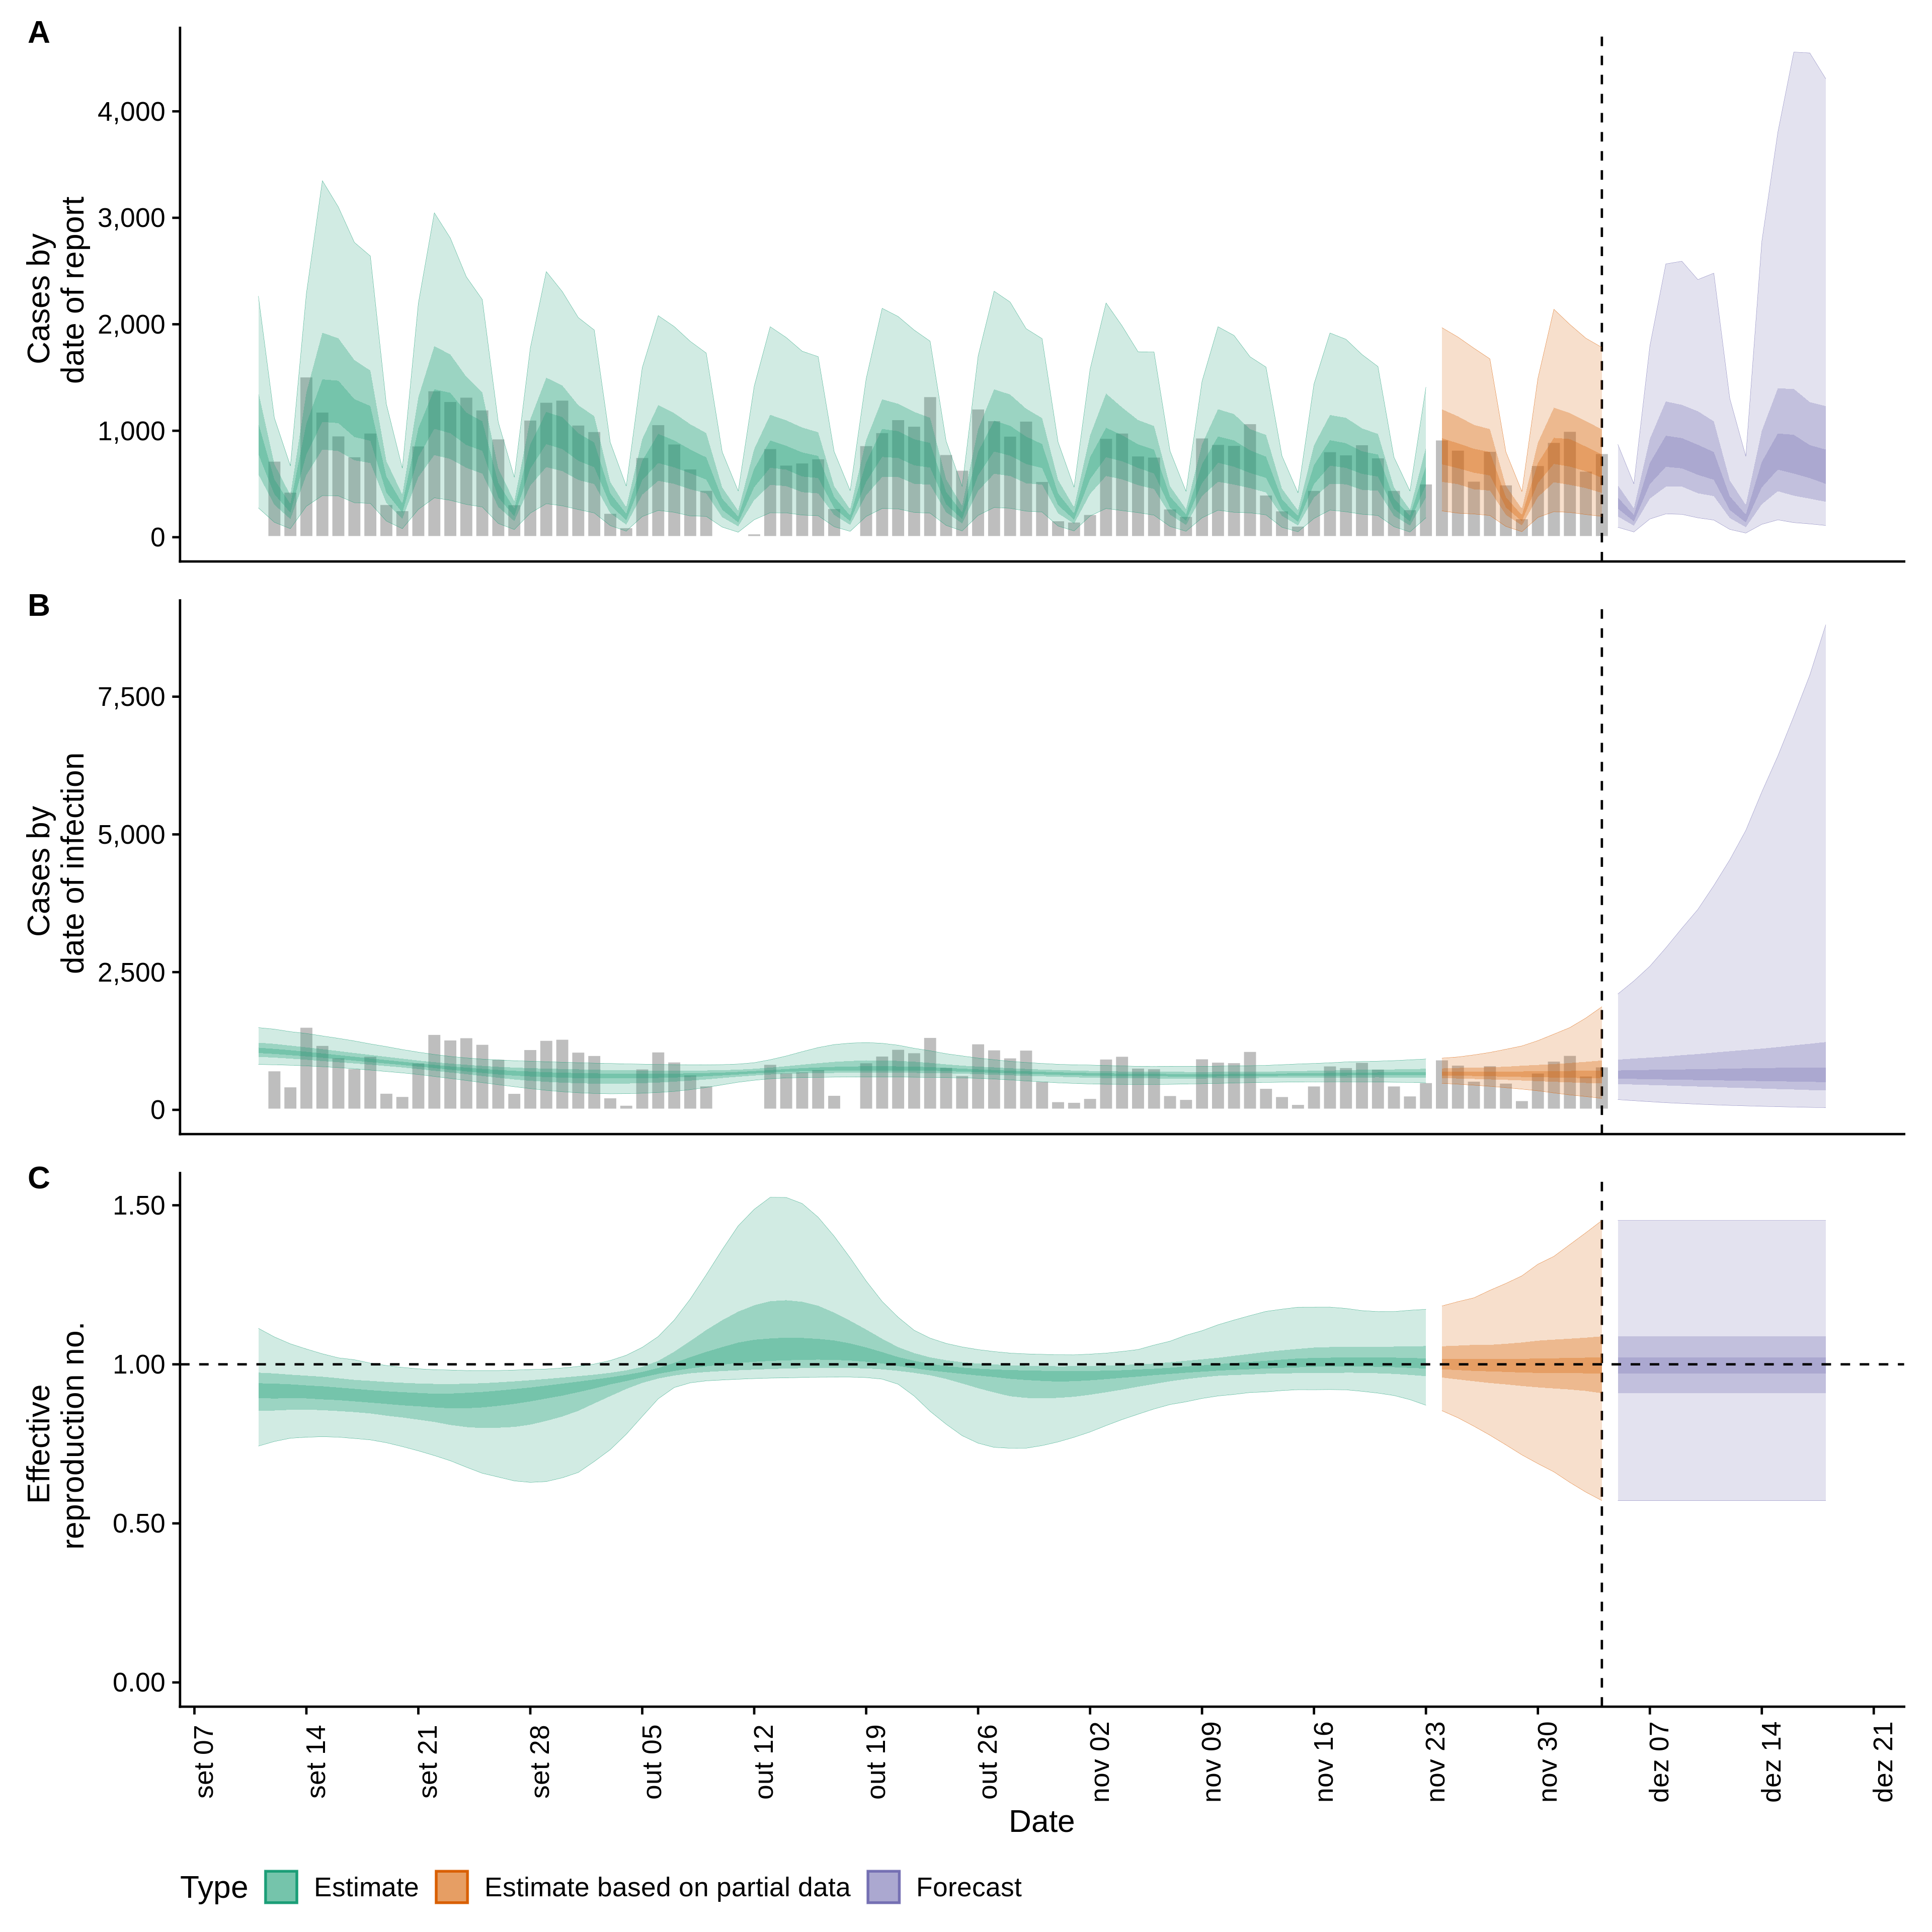 A
Cases by
date of report
4,000
3,000
2,000
1,000
0
B
Cases by
date of infection
7,500
5,000
2,500
0
C
Effective
reproduction no.
1.50
1.00
0.50
0.00
set 07
set 14
set 21
set 28
out 05
out 12
out 19
out 26
nov 02
nov 09
nov 16
nov 23
nov 30
dez 07
dez 14
dez 21
Date
Type Estimate Estimate based on partial data Forecast